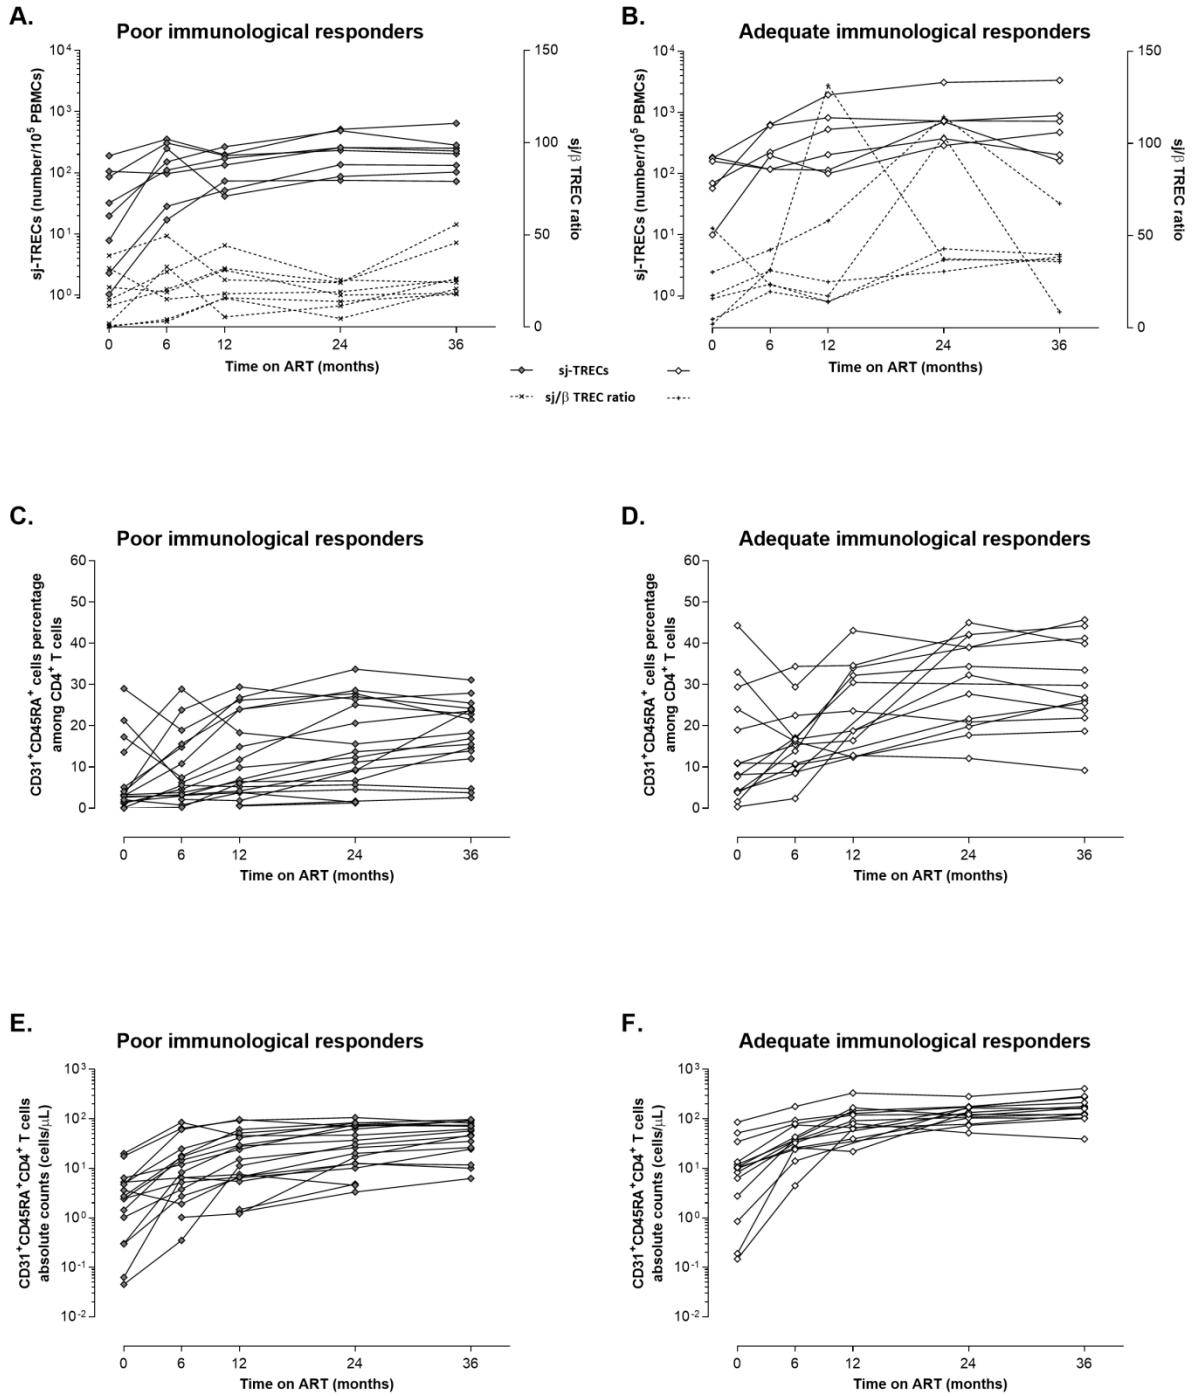 A.
Poor immunological responders
sj-TRECs (number/10⁵ PBMCs)
10⁴
10³
10²
10¹
10⁰
150
100
50
0
sj/β TREC ratio
0 6 12 24 36
Time on ART (months)
B.
Adequate immunological responders
sj-TRECs (number/10⁵ PBMCs)
10⁴
10³
10²
10¹
10⁰
150
100
50
0
sj/β TREC ratio
0 6 12 24 36
Time on ART (months)
sj-TRECs
sj/β TREC ratio
C.
Poor immunological responders
CD31⁺CD45RA⁺ cells percentage
among CD4⁺ T cells
60
50
40
30
20
10
0
0 6 12 24 36
Time on ART (months)
D.
Adequate immunological responders
CD31⁺CD45RA⁺ cells percentage
among CD4⁺ T cells
60
50
40
30
20
10
0
0 6 12 24 36
Time on ART (months)
E.
Poor immunological responders
CD31⁺CD45RA⁺CD4⁺ T cells
absolute counts (cells/μL)
10³
10²
10¹
10⁰
10⁻¹
10⁻²
0 6 12 24 36
Time on ART (months)
F.
Adequate immunological responders
CD31⁺CD45RA⁺CD4⁺ T cells
absolute counts (cells/μL)
10³
10²
10¹
10⁰
10⁻¹
10⁻²
0 6 12 24 36
Time on ART (months)